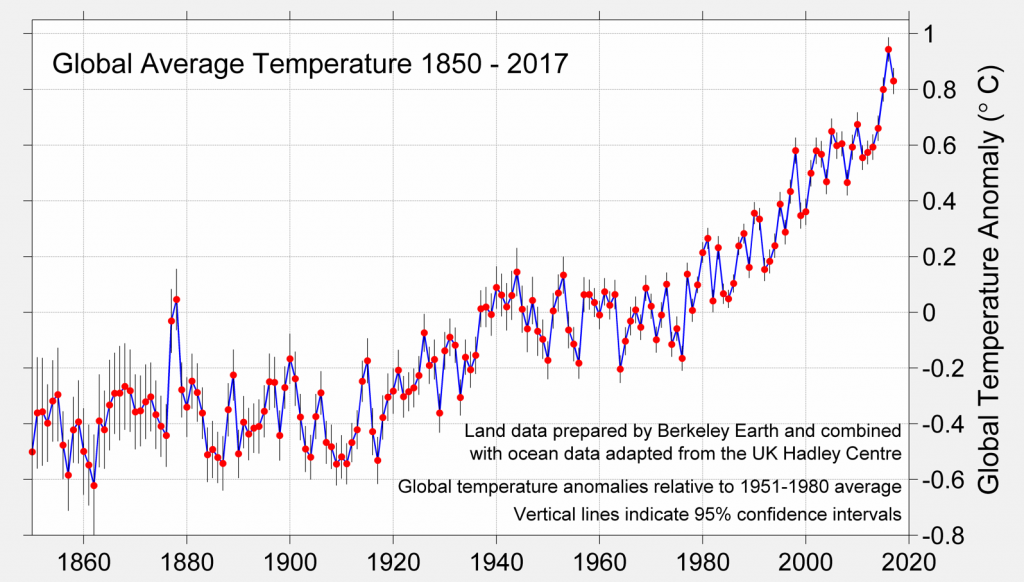 Global Average Temperature 1850 - 2017
1
0.8
0.6
0.4
0.2
0
-0.2
-0.4
-0.6
-0.8
Global Temperature Anomaly (° C)
Land data prepared by Berkeley Earth and combined
with ocean data adapted from the UK Hadley Centre
Global temperature anomalies relative to 1951-1980 average
Vertical lines indicate 95% confidence intervals
1860 1880 1900 1920 1940 1960 1980 2000 2020